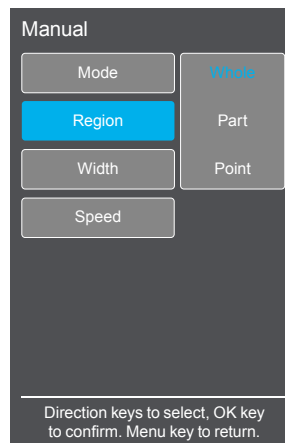 Manual
Mode
Whole
Region
Part
Width
Point
Speed
Direction keys to select, OK key
to confirm. Menu key to return.